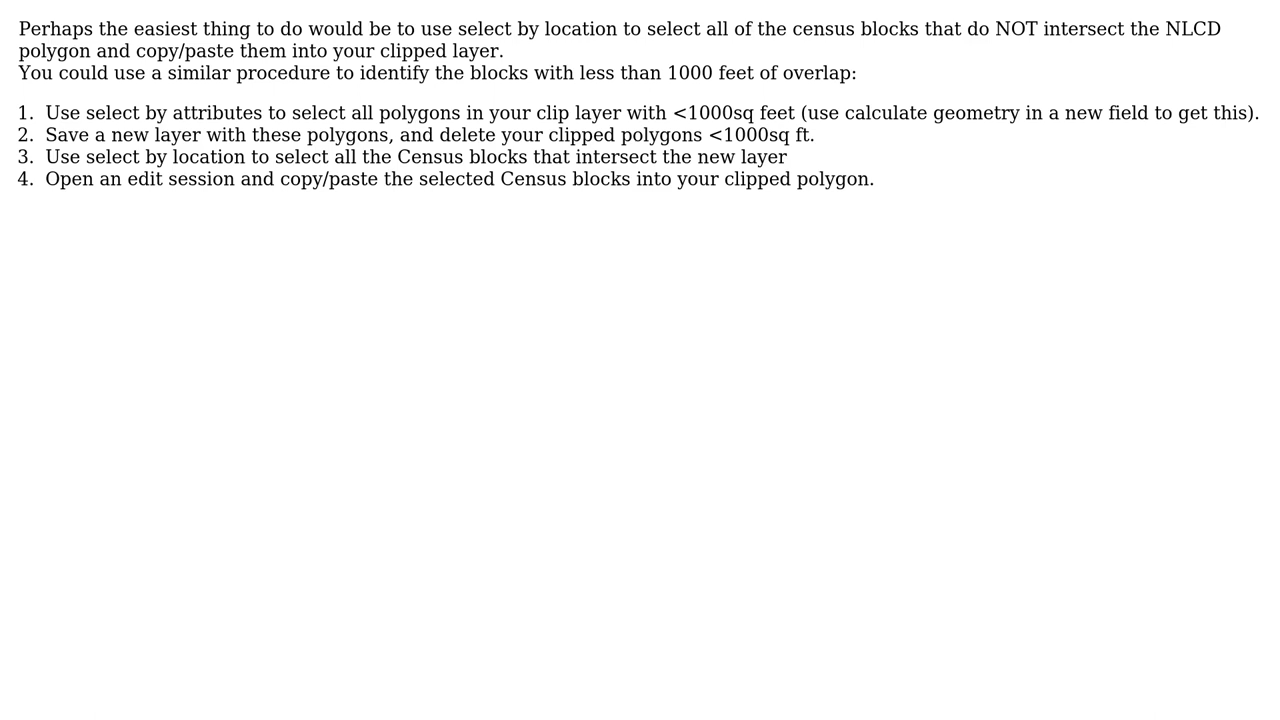 Perhaps the easiest thing to do would be to use select by location to select all of the census blocks that do NOT intersect the NLCD
polygon and copy/paste them into your clipped layer.
You could use a similar procedure to identify the blocks with less than 1000 feet of overlap:
1. Use select by attributes to select all polygons in your clip layer with <1000sq feet (use calculate geometry in a new field to get this).
2. Save a new layer with these polygons, and delete your clipped polygons <1000sq ft.
3. Use select by location to select all the Census blocks that intersect the new layer
4. Open an edit session and copy/paste the selected Census blocks into your clipped polygon.